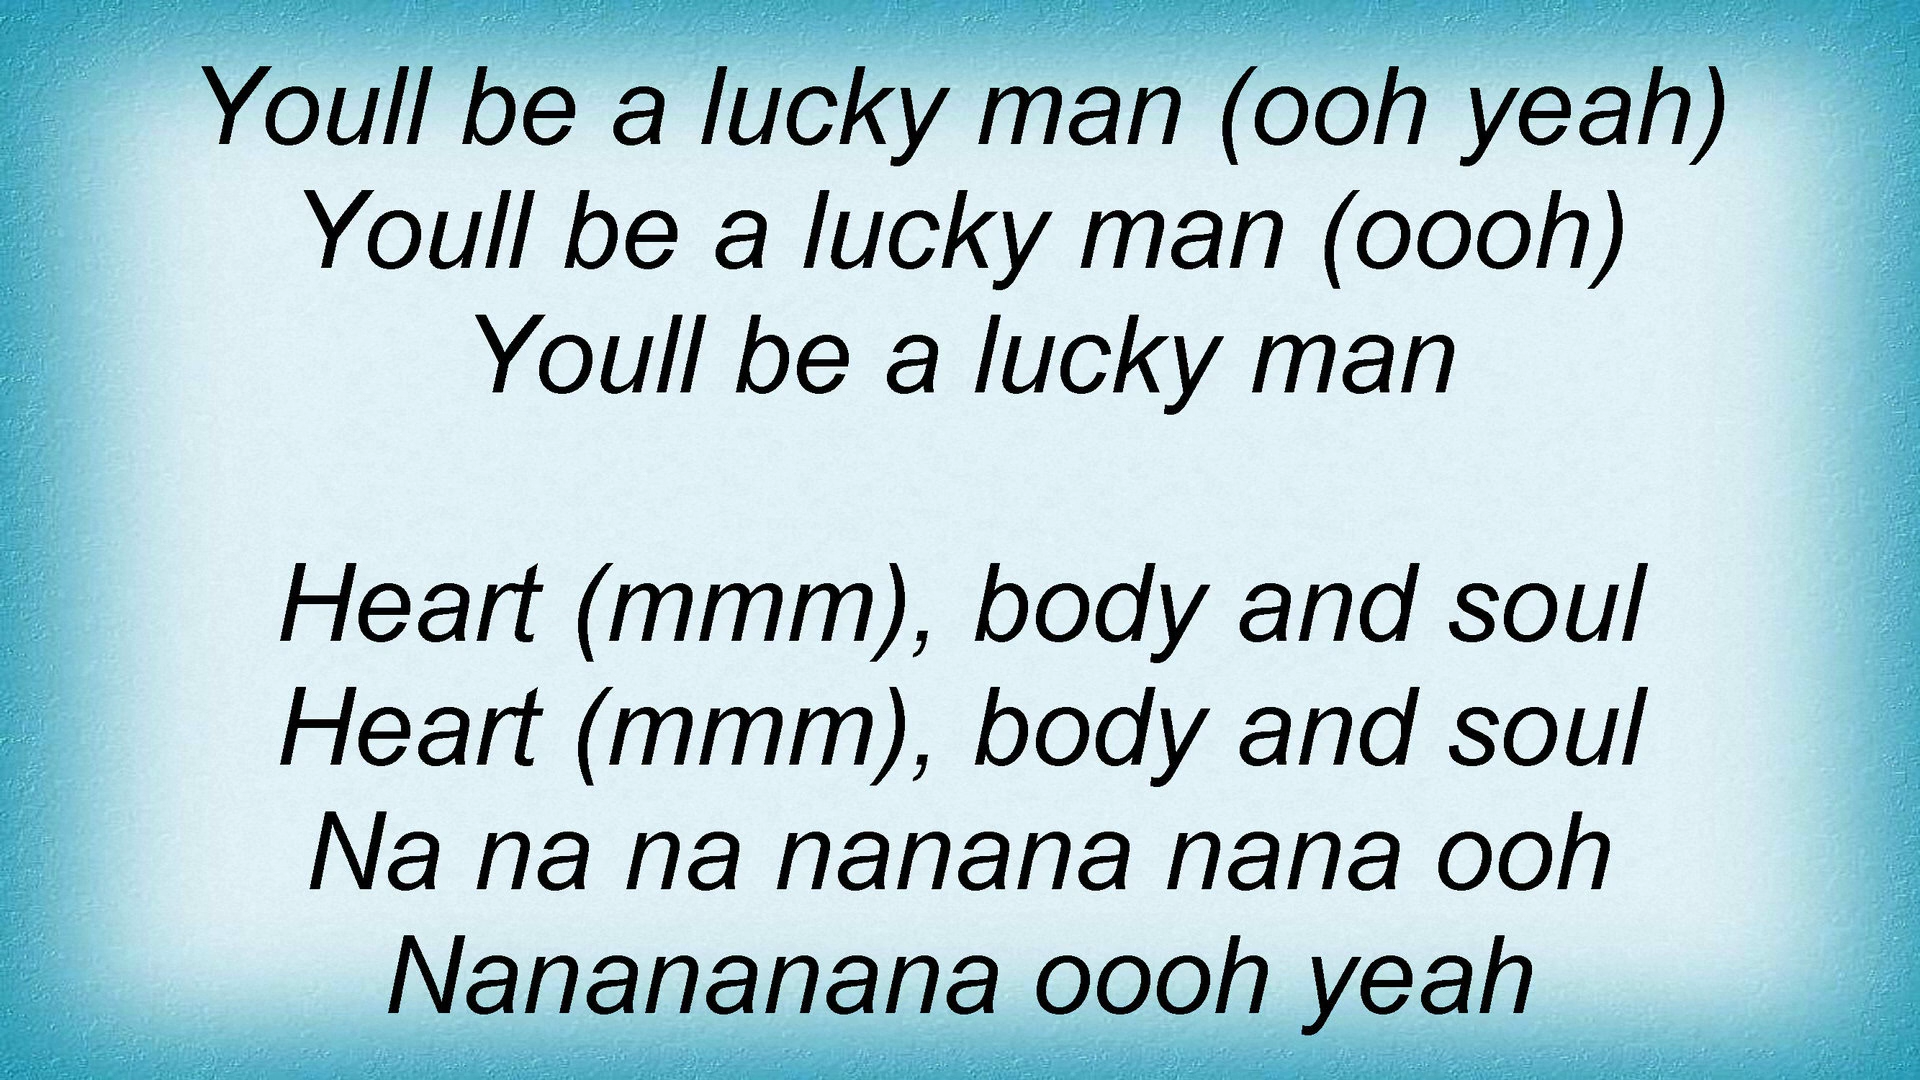 Youll be a lucky man (ooh yeah)
Youll be a lucky man (oooh)
Youll be a lucky man
Heart (mmm), body and soul
Heart (mmm), body and soul
Na na na nanana nana ooh
Nanananana oooh yeah